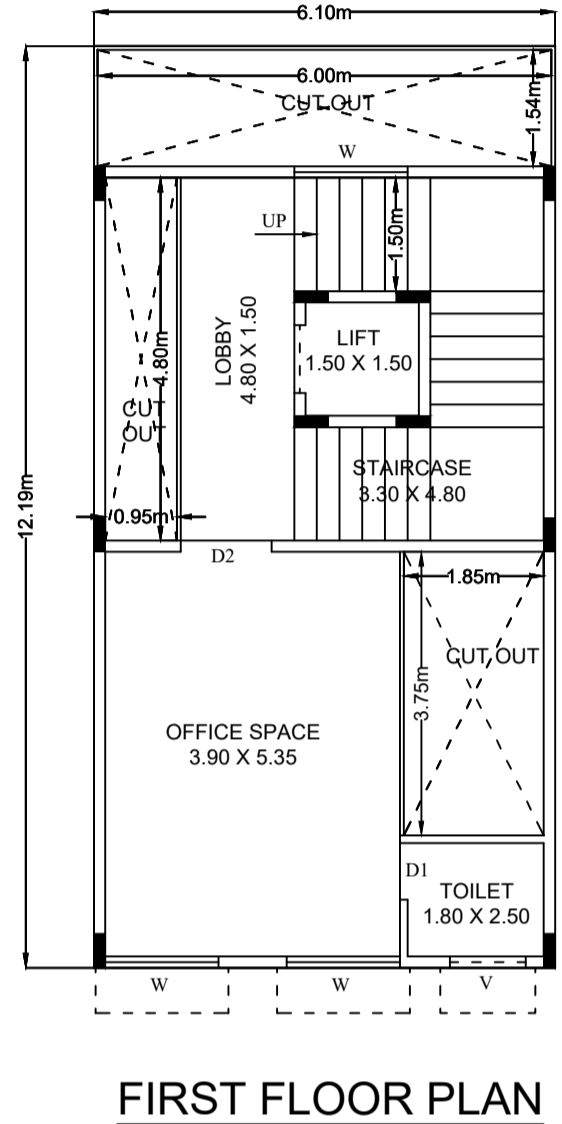 6.10m
6.00m
CUT OUT
1.54m
W
UP
1.50m
LOBBY
4.80 X 1.50
LIFT
1.50 X 1.50
4.80m
CUT
OUT
STAIRCASE
3.30 X 4.80
12.19m
0.95m
D2
1.85m
CUT OUT
3.75m
OFFICE SPACE
3.90 X 5.35
D1
TOILET
1.80 X 2.50
W
W
V
FIRST FLOOR PLAN